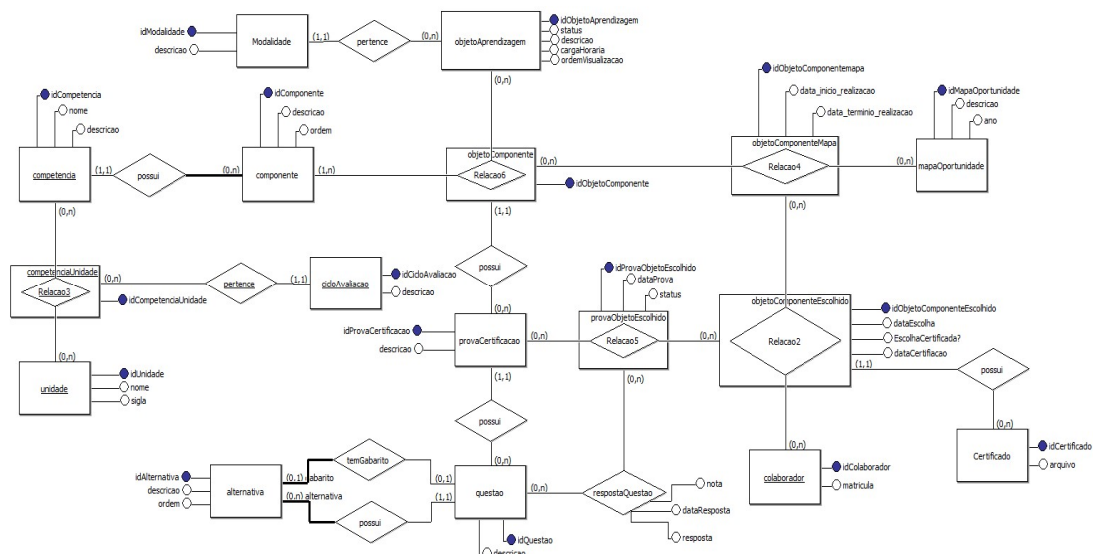 idModalidade
descricao
Modalidade
(1,1)
pertence
(0,n)
objetoAprendizagem
idObjetoAprendizagem
status
descricao
cargaHoraria
ordemVisualizacao
(0,n)
idCompetencia
nome
descricao
competencia
(1,1)
possui
(0,n)
idComponente
descricao
ordem
componente
(1,n)
objetoComponente
Relacao6
(0,n)
idObjetoComponente
(1,1)
idObjetoComponentemapa
data_inicio_realizacao
data_terminio_realizacao
objetoComponenteMapa
Relacao4
(0,n)
idMapaOportunidade
descricao
ano
mapaOportunidade
(0,n)
competenciaUnidade
Relacao3
(0,n)
idCompetenciaUnidade
pertence
(1,1)
cicloAvaliacao
idCicloAvaliacao
descricao
possui
(0,n)
idProvaCertificacao
descricao
provaCertificacao
(0,n)
(1,1)
idProvaObjetoEscolhido
dataProva
status
provaObjetoEscolhido
Relacao5
(0,n)
(0,n)
objetoComponenteEscolhido
Relacao2
idObjetoComponenteEscolhido
dataEscolha
EscolhaCertificada?
dataCertifiacao
(1,1)
possui
(0,n)
Certificado
idCertificado
arquivo
(0,n)
unidade
idUnidade
nome
sigla
possui
(0,n)
(0,n)
colaborador
idColaborador
matricula
idAlternativa
descricao
ordem
alternativa
(0,1) gabarito
(0,n) alternativa
temGabarito
(0,1)
possui
(1,1)
questao
(0,n)
respostaQuestao
nota
dataResposta
resposta
idQuestao
descricao